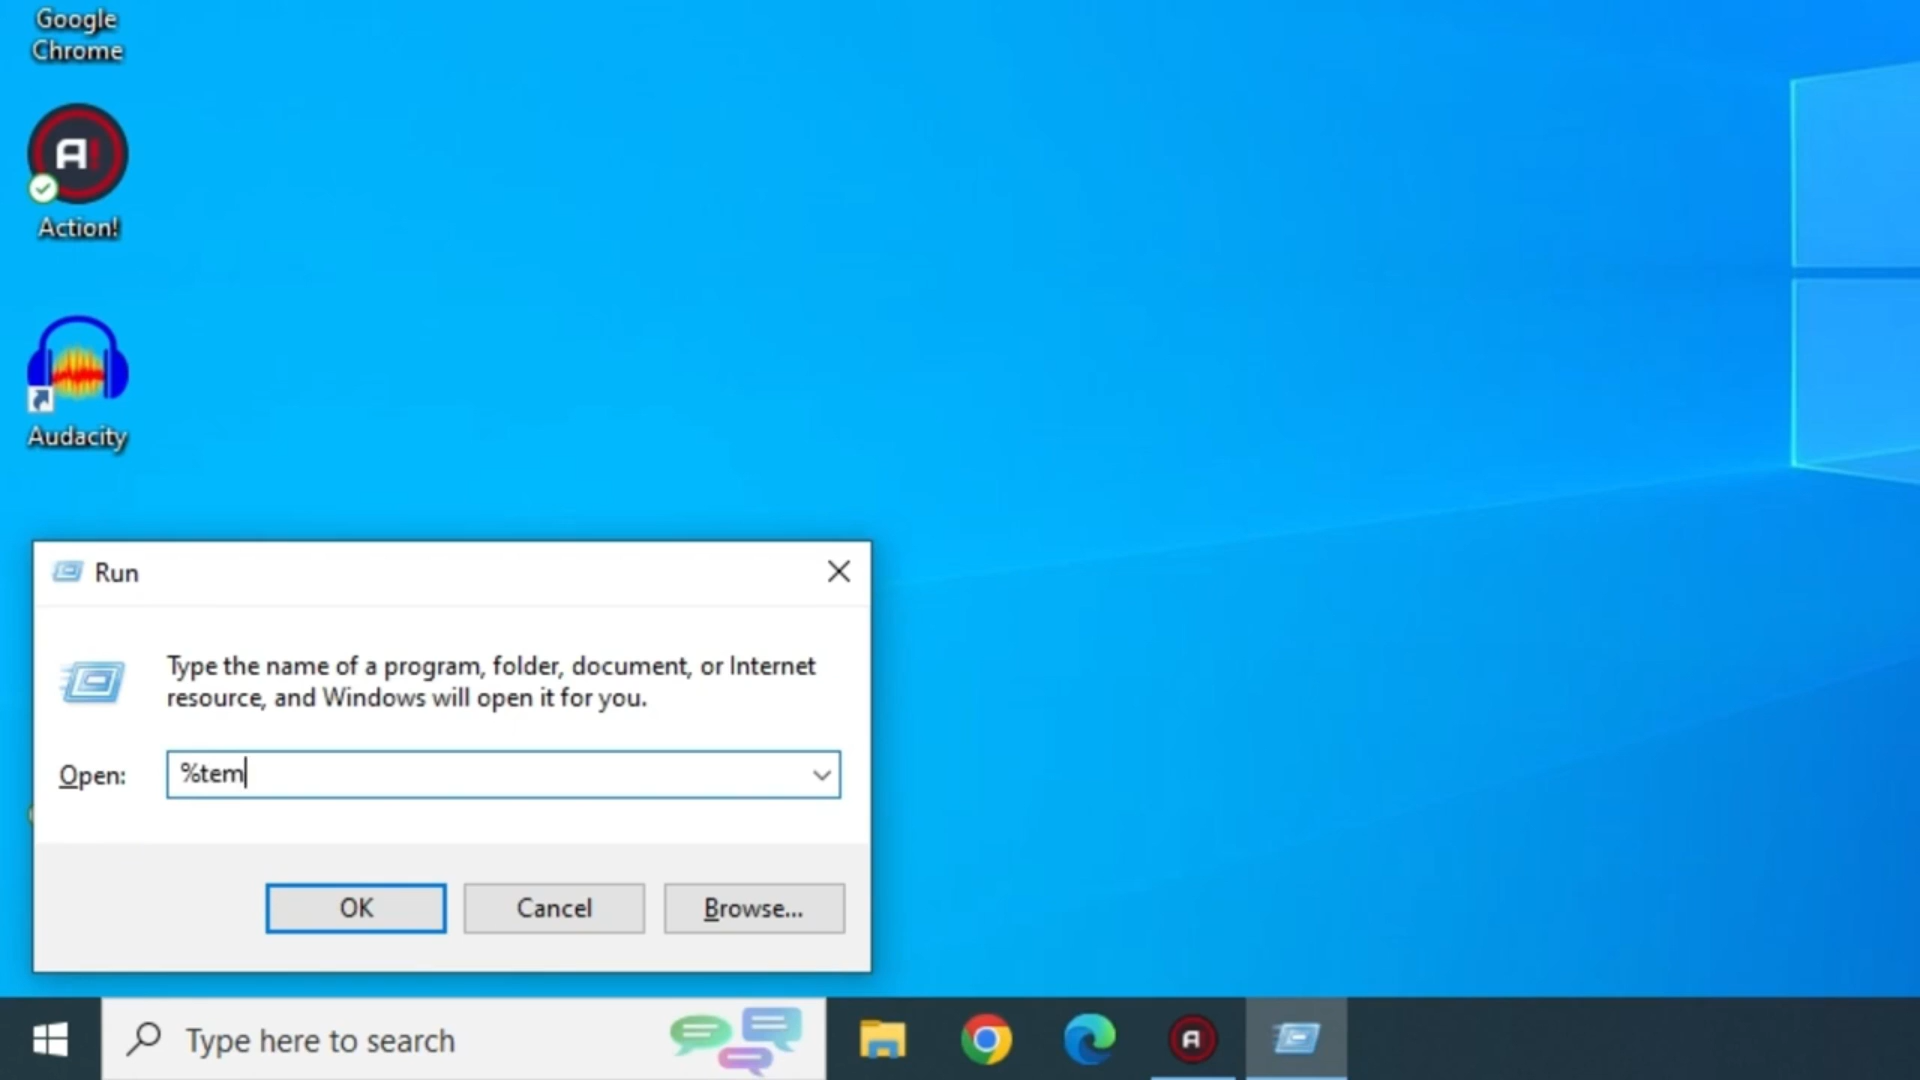 Google
Chrome
A!
Action!
Audacity
Run
Type the name of a program, folder, document, or Internet
resource, and Windows will open it for you.
Open:
%tem
OK
Cancel
Browse...
Type here to search
A